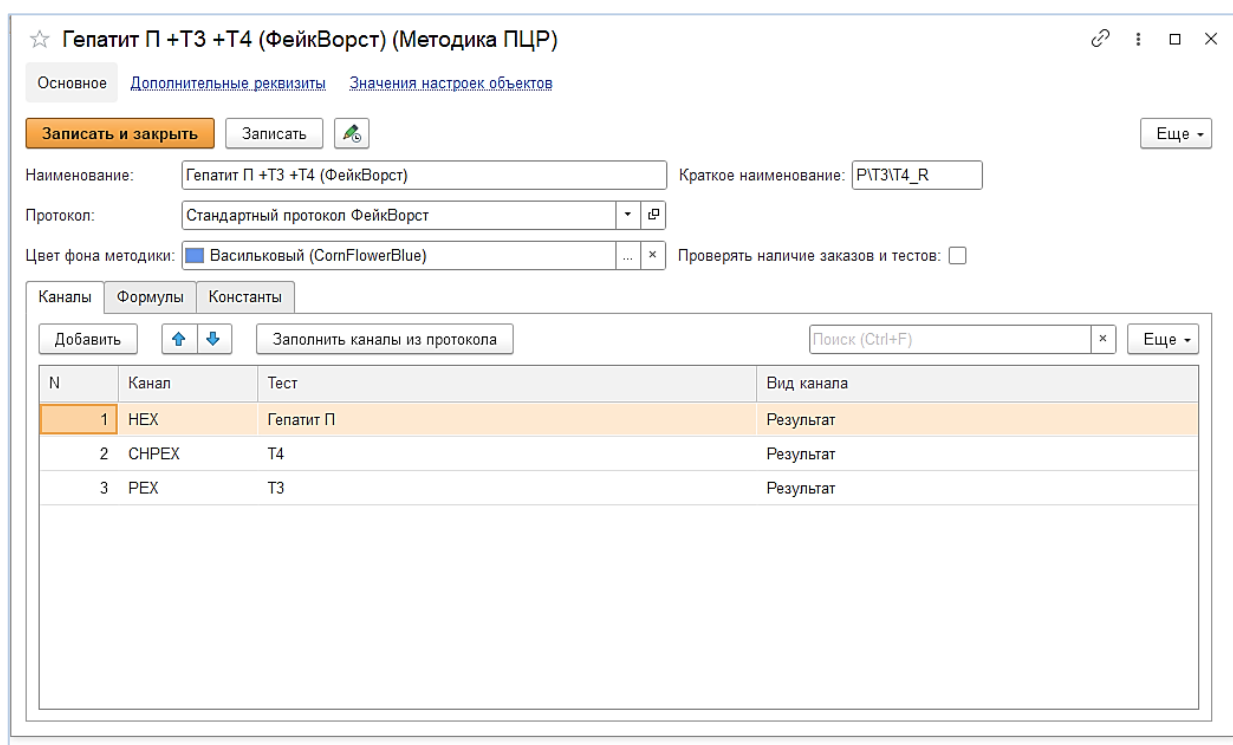 Гепатит П +Т3 +Т4 (ФейкВорст) (Методика ПЦР)
Основное Дополнительные реквизиты Значения настроек объектов
Записать и закрыть Записать Еще
Наименование: Гепатит П +Т3 +Т4 (ФейкВорст) Краткое наименование: P\T3\T4_R
Протокол: Стандартный протокол ФейкВорст
Цвет фона методики: Васильковый (CornFlowerBlue) ... × Проверять наличие заказов и тестов:
Каналы Формулы Константы
Добавить Заполнить каналы из протокола Поиск (Ctrl+F) × Еще
N Канал Тест Вид канала
1 HEX Гепатит П Результат
2 CHPEX Т4 Результат
3 PEX Т3 Результат